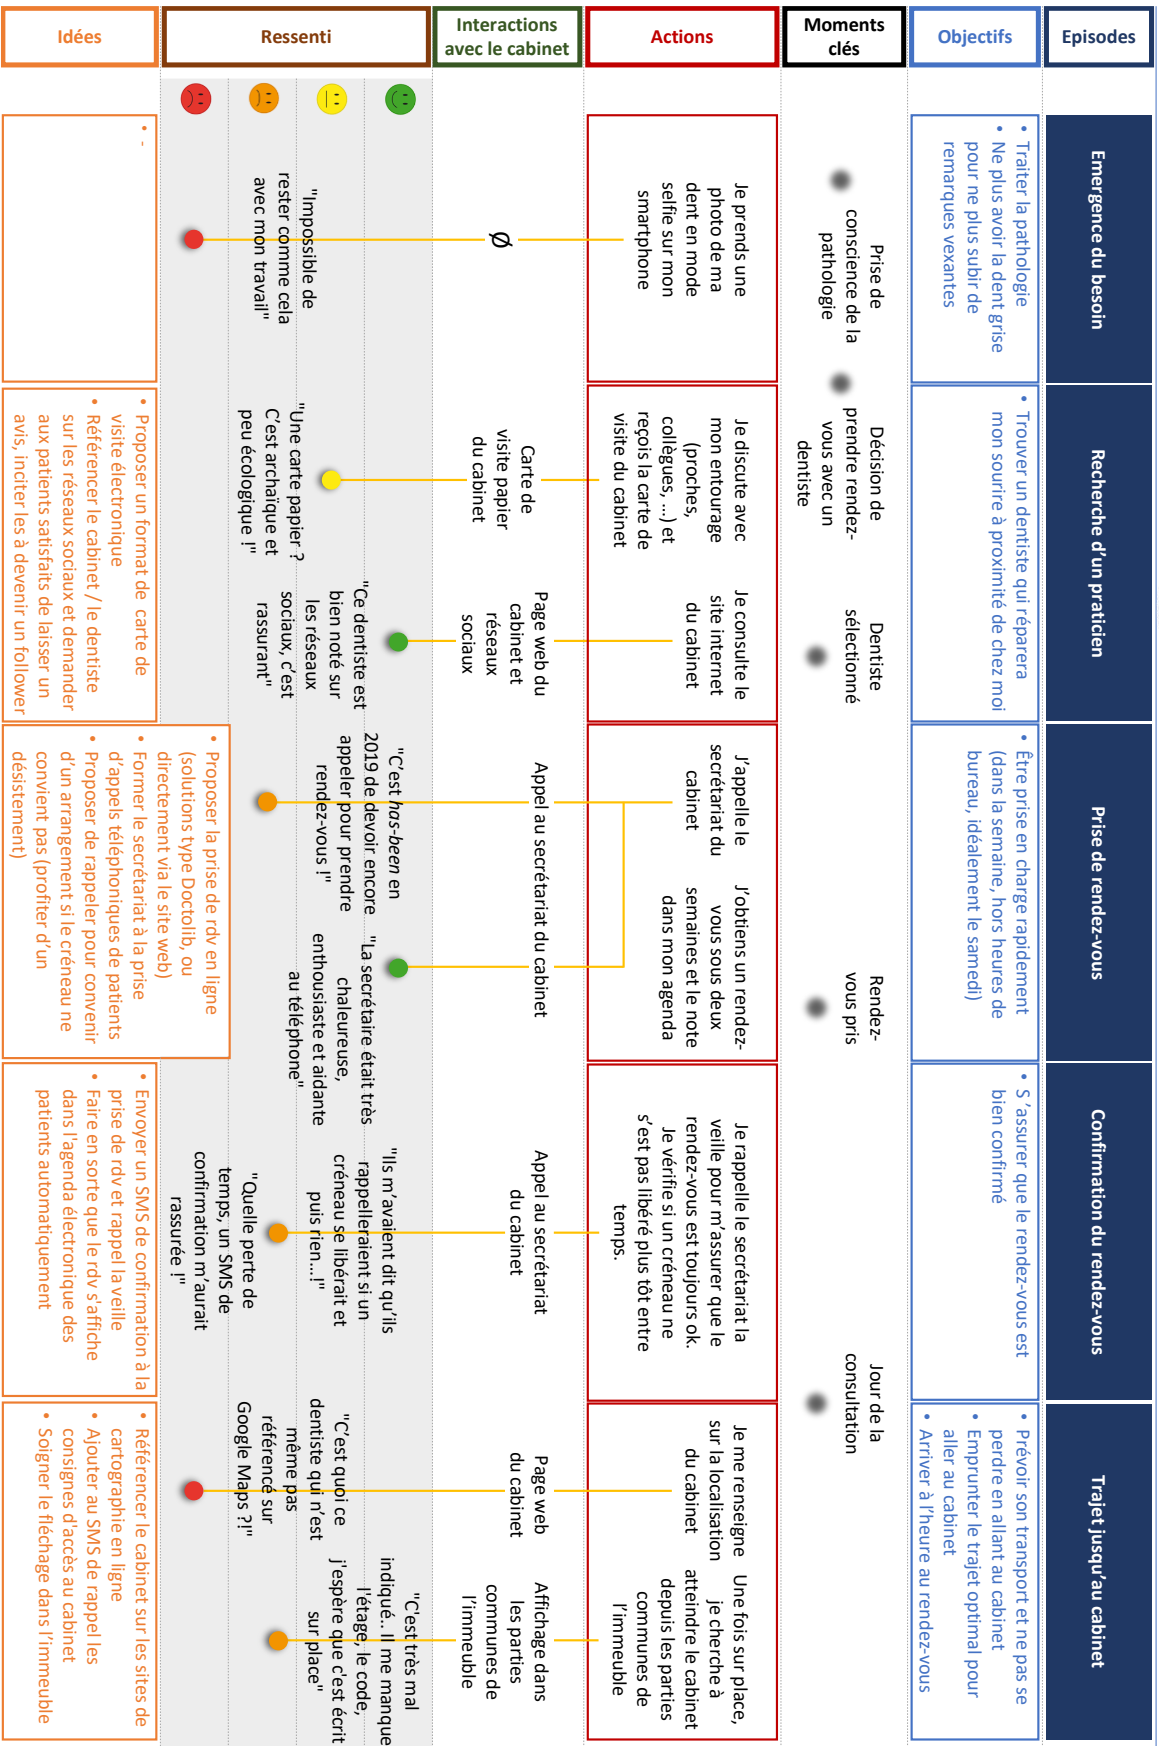 Episodes
Emergence du besoin
Recherche d'un praticien
Prise de rendez-vous
Confirmation du rendez-vous
Trajet jusqu'au cabinet
Objectifs
• Traiter la pathologie
• Ne plus avoir la dent grise
pour ne plus subir de
remarques vexantes
• Trouver un dentiste qui réparera
mon sourire à proximité de chez moi
• Être prise en charge rapidement
(dans la semaine, hors heures de
bureau, idéalement le samedi)
• S 'assurer que le rendez-vous est
bien confirmé
• Prévoir son transport et ne pas se
perdre en allant au cabinet
• Emprunter le trajet optimal pour
aller au cabinet
• Arriver à l'heure au rendez-vous
Moments
clés
Prise de
conscience de la
pathologie
Décision de
prendre rendez-
vous avec un
dentiste
Dentiste
sélectionné
Rendez-
vous pris
Jour de la
consultation
Actions
Je prends une
photo de ma
dent en mode
selfie sur mon
smartphone
Je discute avec
mon entourage
(proches,
collègues, …) et
reçois la carte de
visite du cabinet
Je consulte le
site internet
du cabinet
J'appelle le
secrétariat du
cabinet
J'obtiens un rendez-
vous sous deux
semaines et le note
dans mon agenda
Je rappelle le secrétariat la
veille pour m'assurer que le
rendez-vous est toujours ok.
Je vérifie si un créneau ne
s'est pas libéré plus tôt entre
temps.
Je me renseigne
sur la localisation
du cabinet
Une fois sur place,
je cherche à
atteindre le cabinet
depuis les parties
communes de
l'immeuble
Interactions
avec le cabinet
Ø
Carte de
visite papier
du cabinet
Page web du
cabinet et
réseaux
sociaux
Appel au secrétariat du cabinet
Appel au secrétariat
du cabinet
Page web
du cabinet
Affichage dans
les parties
communes de
l'immeuble
Ressenti
"Impossible de
rester comme cela
avec mon travail"
"Une carte papier ?
C'est archaïque et
peu écologique !"
"Ce dentiste est
bien noté sur
les réseaux
sociaux, c'est
rassurant"
"C'est has-been en
2019 de devoir encore
appeler pour prendre
rendez-vous !"
"La secrétaire était très
chaleureuse,
enthousiaste et aidante
au téléphone"
"Ils m'avaient dit qu'ils
rappelleraient si un
créneau se libérait et
puis rien…!"
"Quelle perte de
temps, un SMS de
confirmation m'aurait
rassurée !"
"C'est quoi ce
dentiste qui n'est
même pas
référencé sur
Google Maps ?!"
"C'est très mal
indiqué.. Il me manque
l'étage, le code,
j'espère que c'est écrit
sur place"
Idées
• -
• Proposer un format de carte de
visite électronique
• Référencer le cabinet / le dentiste
sur les réseaux sociaux et demander
aux patients satisfaits de laisser un
avis, inciter les à devenir un follower
• Proposer la prise de rdv en ligne
(solutions type Doctolib, ou
directement via le site web)
• Former le secrétariat à la prise
d'appels téléphoniques de patients
• Proposer de rappeler pour convenir
d'un arrangement si le créneau ne
convient pas (profiter d'un
désistement)
• Envoyer un SMS de confirmation à la
prise de rdv et rappel la veille
• Faire en sorte que le rdv s'affiche
dans l'agenda électronique des
patients automatiquement
• Référencer le cabinet sur les sites de
cartographie en ligne
• Ajouter au SMS de rappel les
consignes d'accès au cabinet
• Soigner le fléchage dans l'immeuble